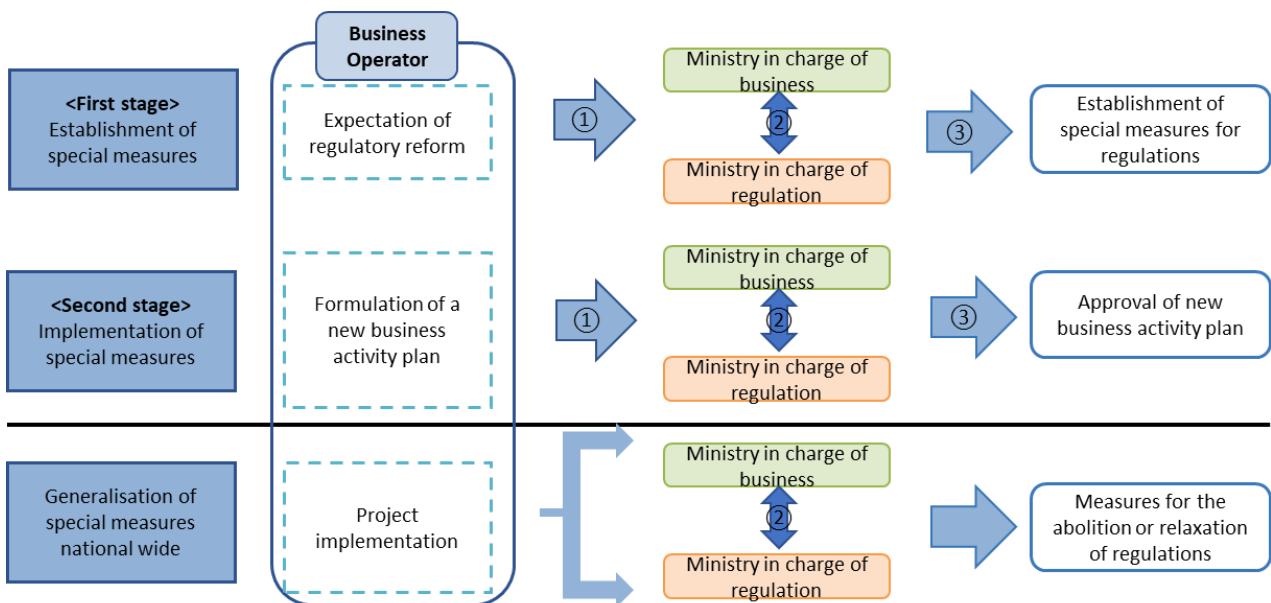 Business
Operator
<First stage>
Establishment of
special measures
Expectation of
regulatory reform
①
Ministry in charge of
business
②
Ministry in charge of
regulation
③
Establishment of
special measures for
regulations
<Second stage>
Implementation of
special measures
Formulation of a
new business
activity plan
①
Ministry in charge of
business
②
Ministry in charge of
regulation
③
Approval of new
business activity plan
Generalisation of
special measures
national wide
Project
implementation
Ministry in charge of
business
②
Ministry in charge of
regulation
Measures for the
abolition or relaxation
of regulations